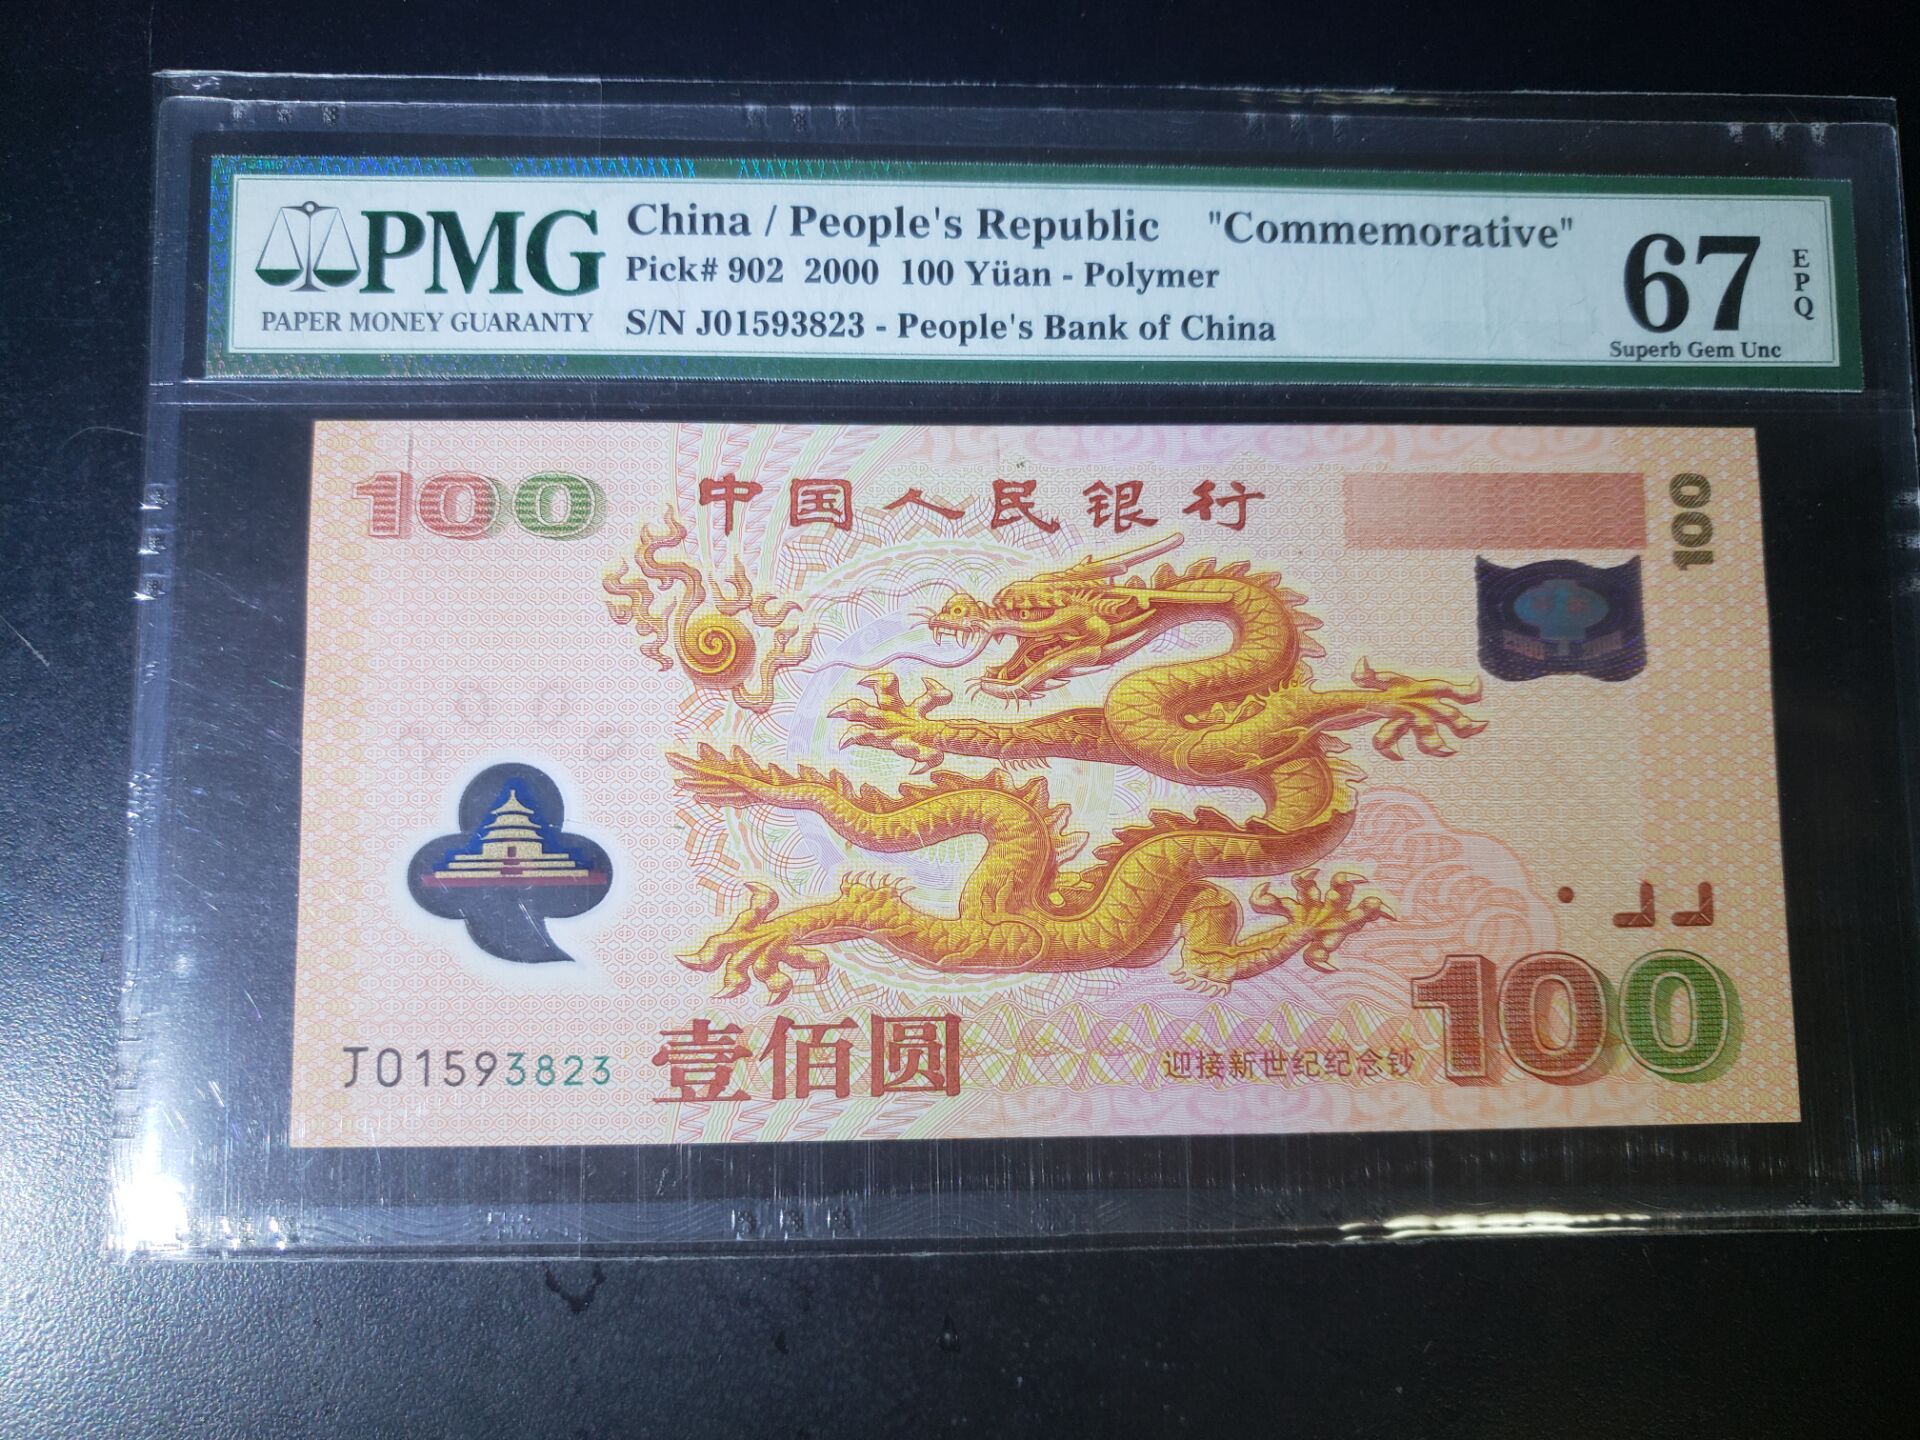 PMG
PAPER MONEY GUARANTY
China / People's Republic "Commemorative"
Pick# 902 2000 100 Yüan - Polymer
S/N J01593823 - People's Bank of China
67
EPQ
Superb Gem Unc
100
中国人民银行
100
J01593823
壹佰圆
迎接新世纪纪念钞
100